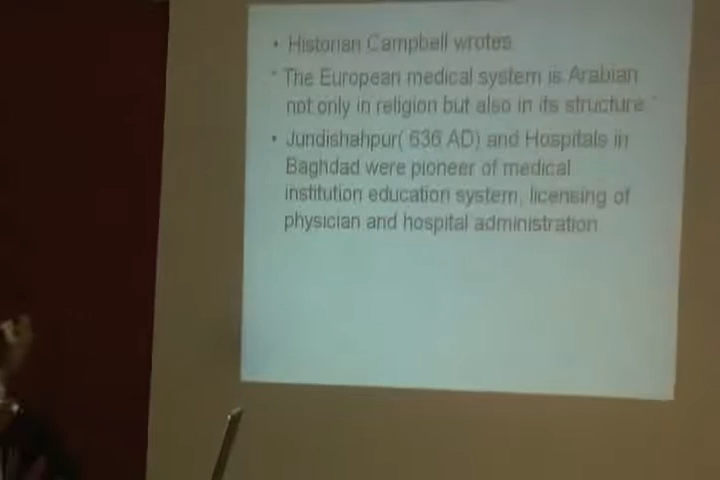 • Historian Campbell wrotes
" The European medical system is Arabian
not only in religion but also in its structure "
• Jundishahpur( 636 AD) and Hospitals in
Baghdad were pioneer of medical
institution education system, licensing of
physician and hospital administration